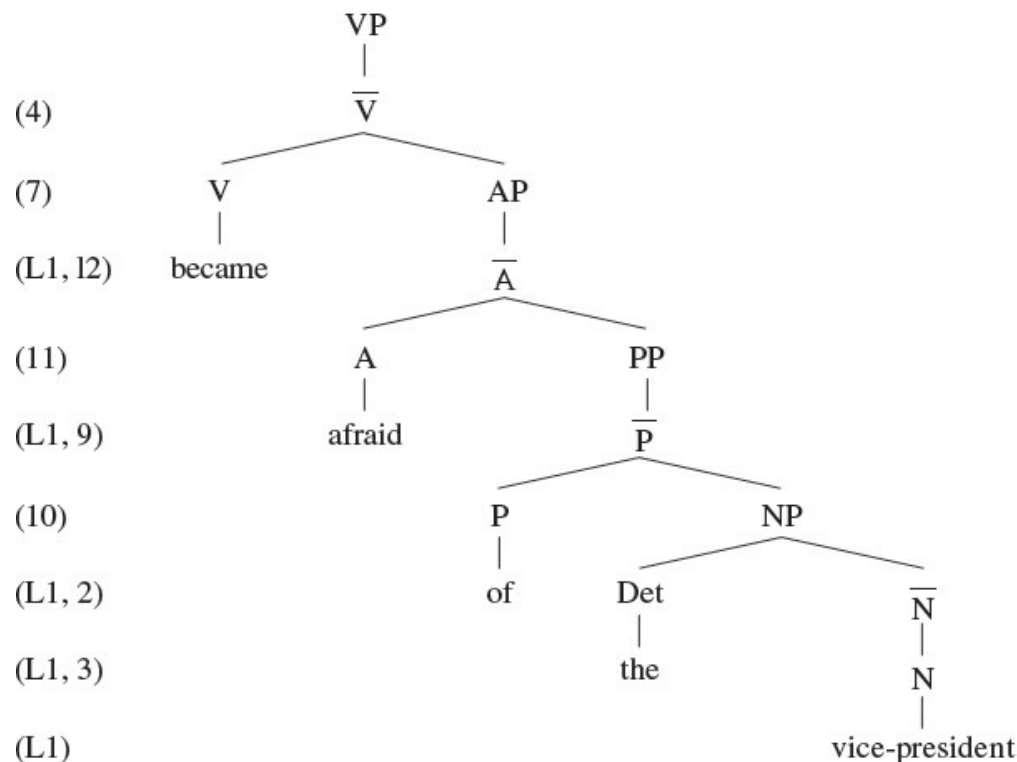 VP
(4) V̅
(7) V AP
(L1, l2) became A̅
(11) A PP
(L1, 9) afraid P̅
(10) P NP
(L1, 2) of Det N̅
(L1, 3) the N
(L1) vice-president